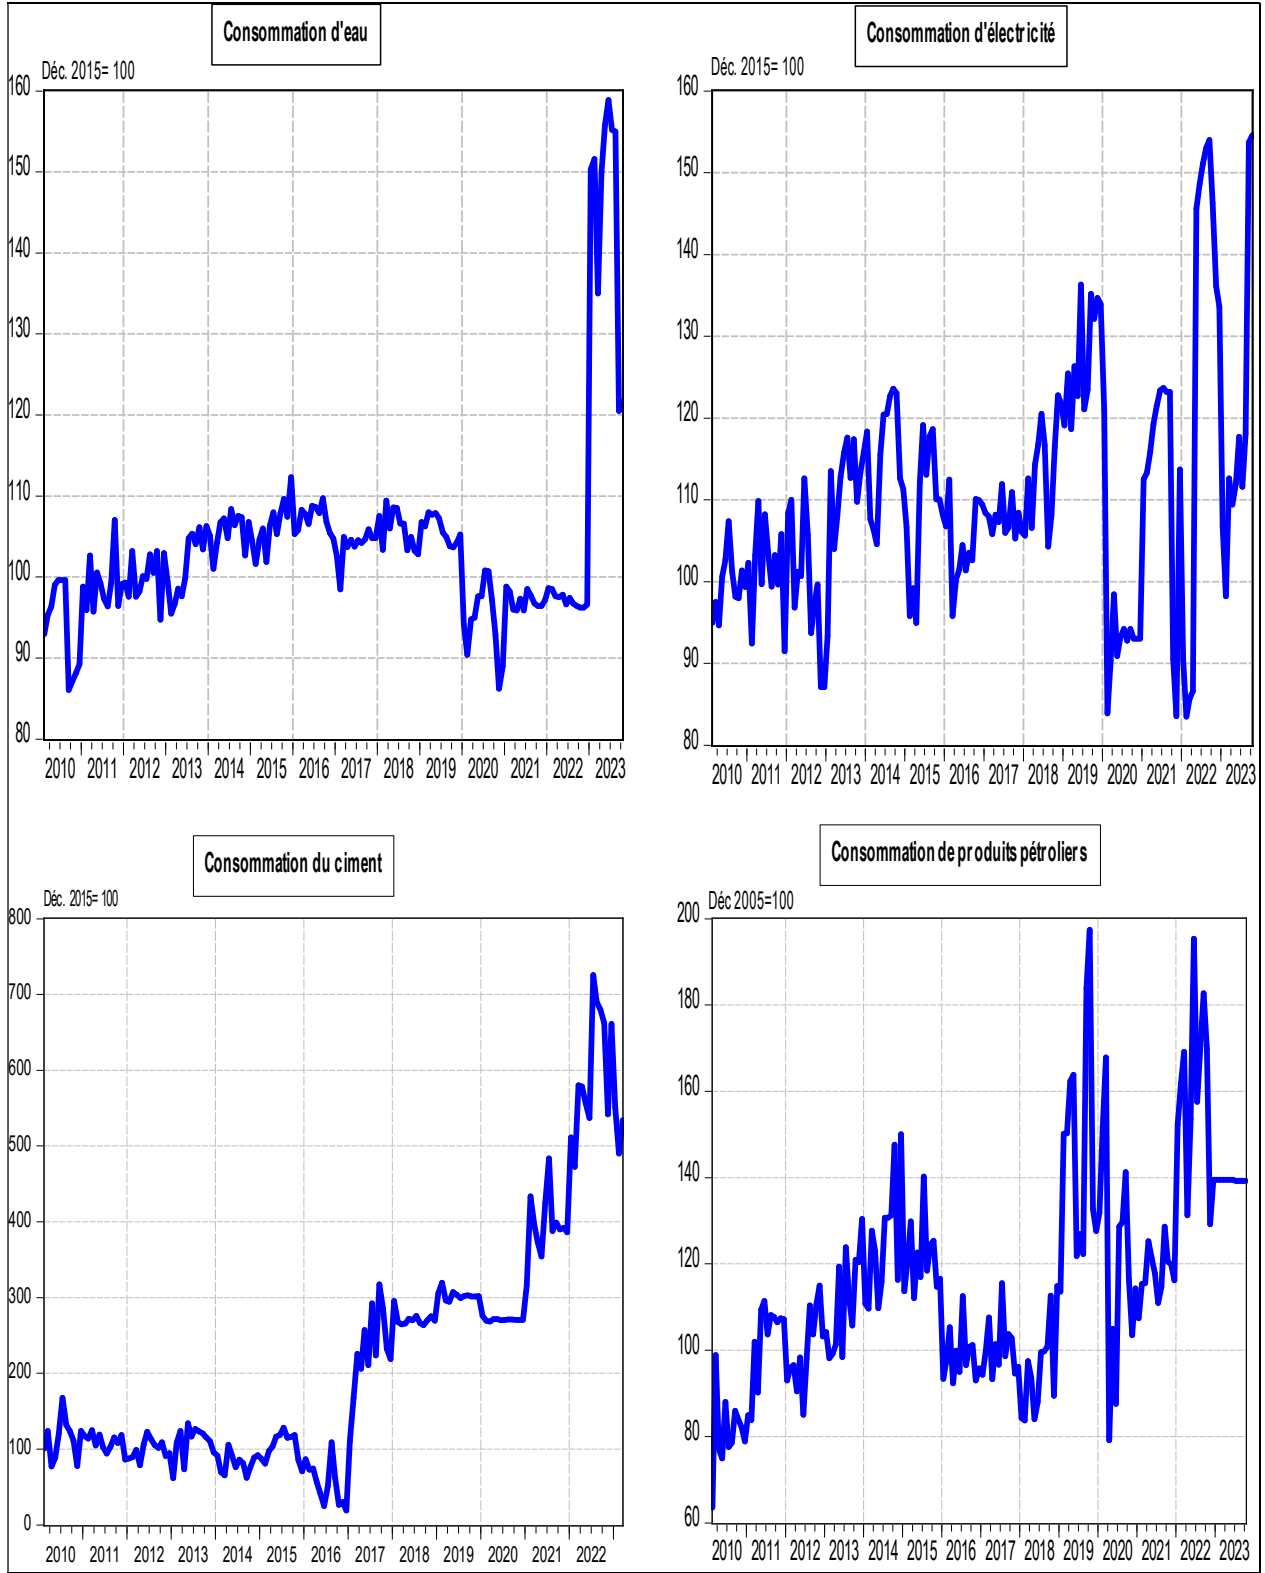 Consommation d'eau
Déc. 2015= 100
160
150
140
130
120
110
100
90
80
2010 2011 2012 2013 2014 2015 2016 2017 2018 2019 2020 2021 2022 2023
Consommation d'électricité
Déc. 2015= 100
160
150
140
130
120
110
100
90
80
2010 2011 2012 2013 2014 2015 2016 2017 2018 2019 2020 2021 2022 2023
Consommation du ciment
Déc. 2015= 100
800
700
600
500
400
300
200
100
0
2010 2011 2012 2013 2014 2015 2016 2017 2018 2019 2020 2021 2022
Consommation de produits pétroliers
Déc 2005=100
200
180
160
140
120
100
80
60
2010 2011 2012 2013 2014 2015 2016 2017 2018 2019 2020 2021 2022 2023